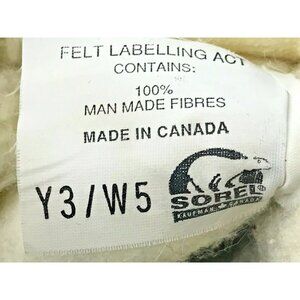 FELT LABELLING ACT
CONTAINS:
100%
MAN MADE FIBRES
MADE IN CANADA
Y3/W5
SOREL
KAUFMAN CANADA